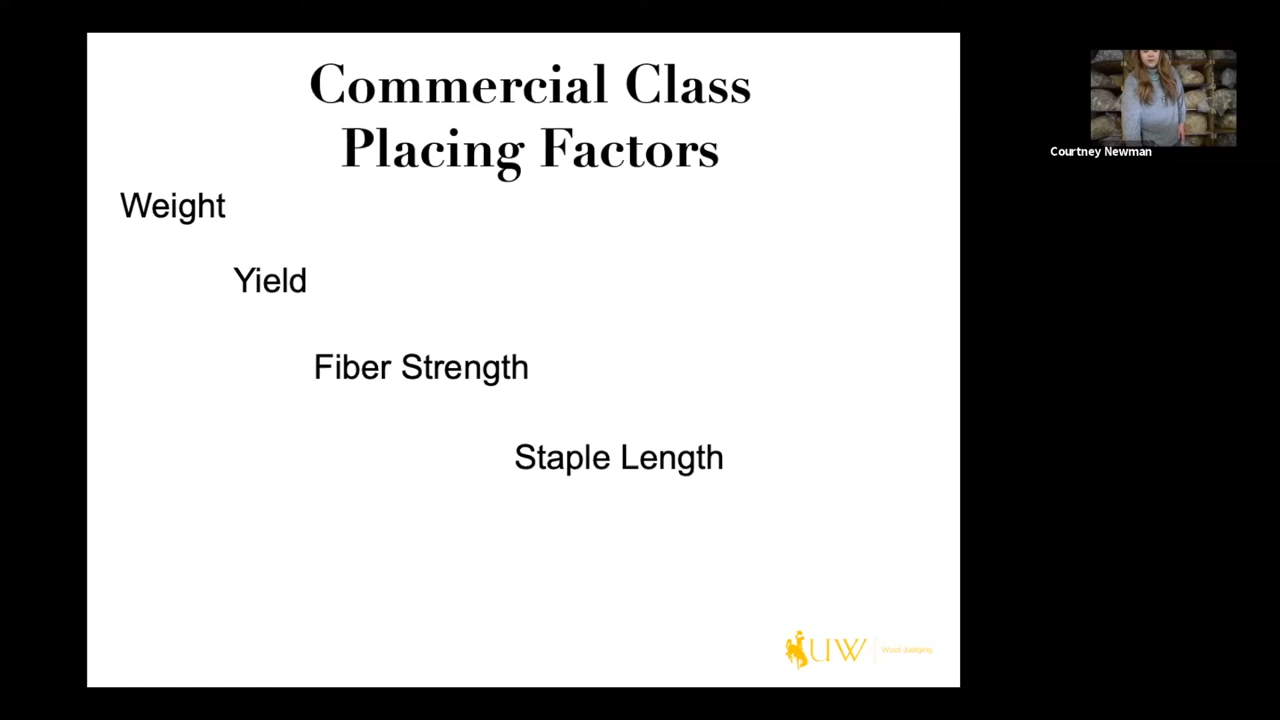 Commercial Class
Placing Factors
Weight
Yield
Fiber Strength
Staple Length
UW
Wool Judging
Courtney Newman